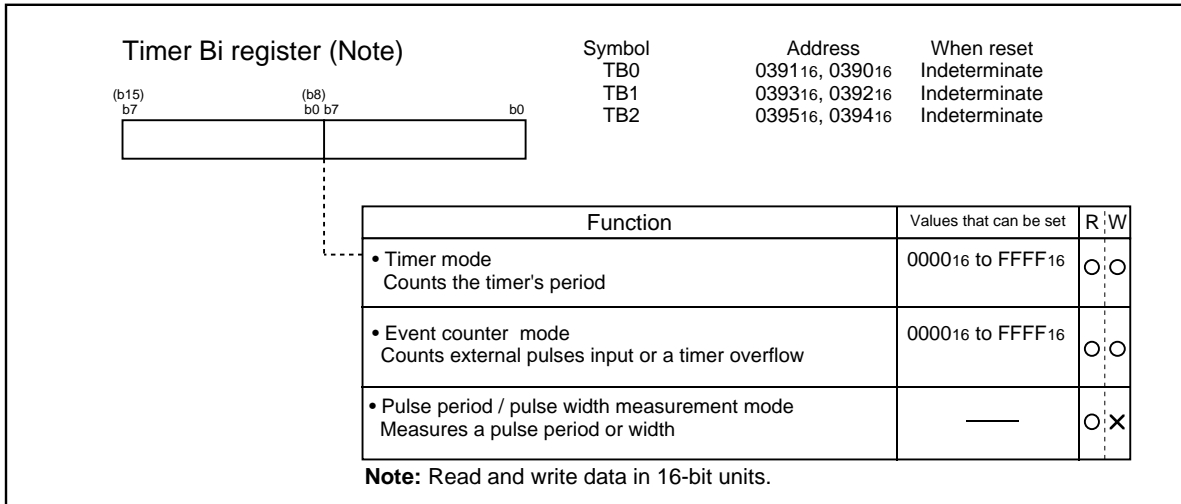 Timer Bi register (Note)
Symbol Address When reset
TB0 039116, 039016 Indeterminate
TB1 039316, 039216 Indeterminate
TB2 039516, 039416 Indeterminate
(b15) (b8)
b7 b0 b7 b0
Function Values that can be set R W
• Timer mode 000016 to FFFF16
Counts the timer's period
• Event counter mode 000016 to FFFF16
Counts external pulses input or a timer overflow
• Pulse period / pulse width measurement mode
Measures a pulse period or width
Note: Read and write data in 16-bit units.